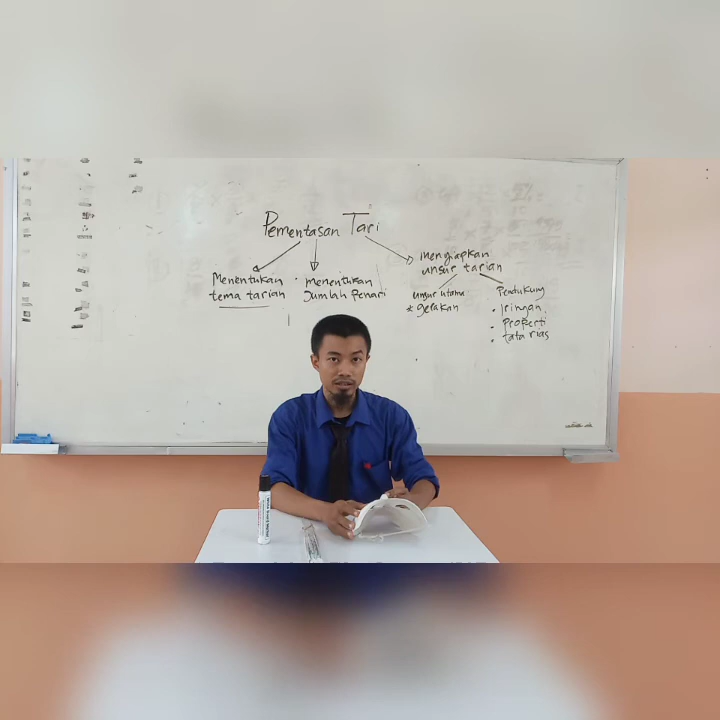 Pementasan Tari
Menentukan
tema tarian
menentukan
Jumlah Penari
menyiapkan
unsur tarian
unsur utama
* gerakan
Pendukung
• Iringan
• Properti
• tata rias